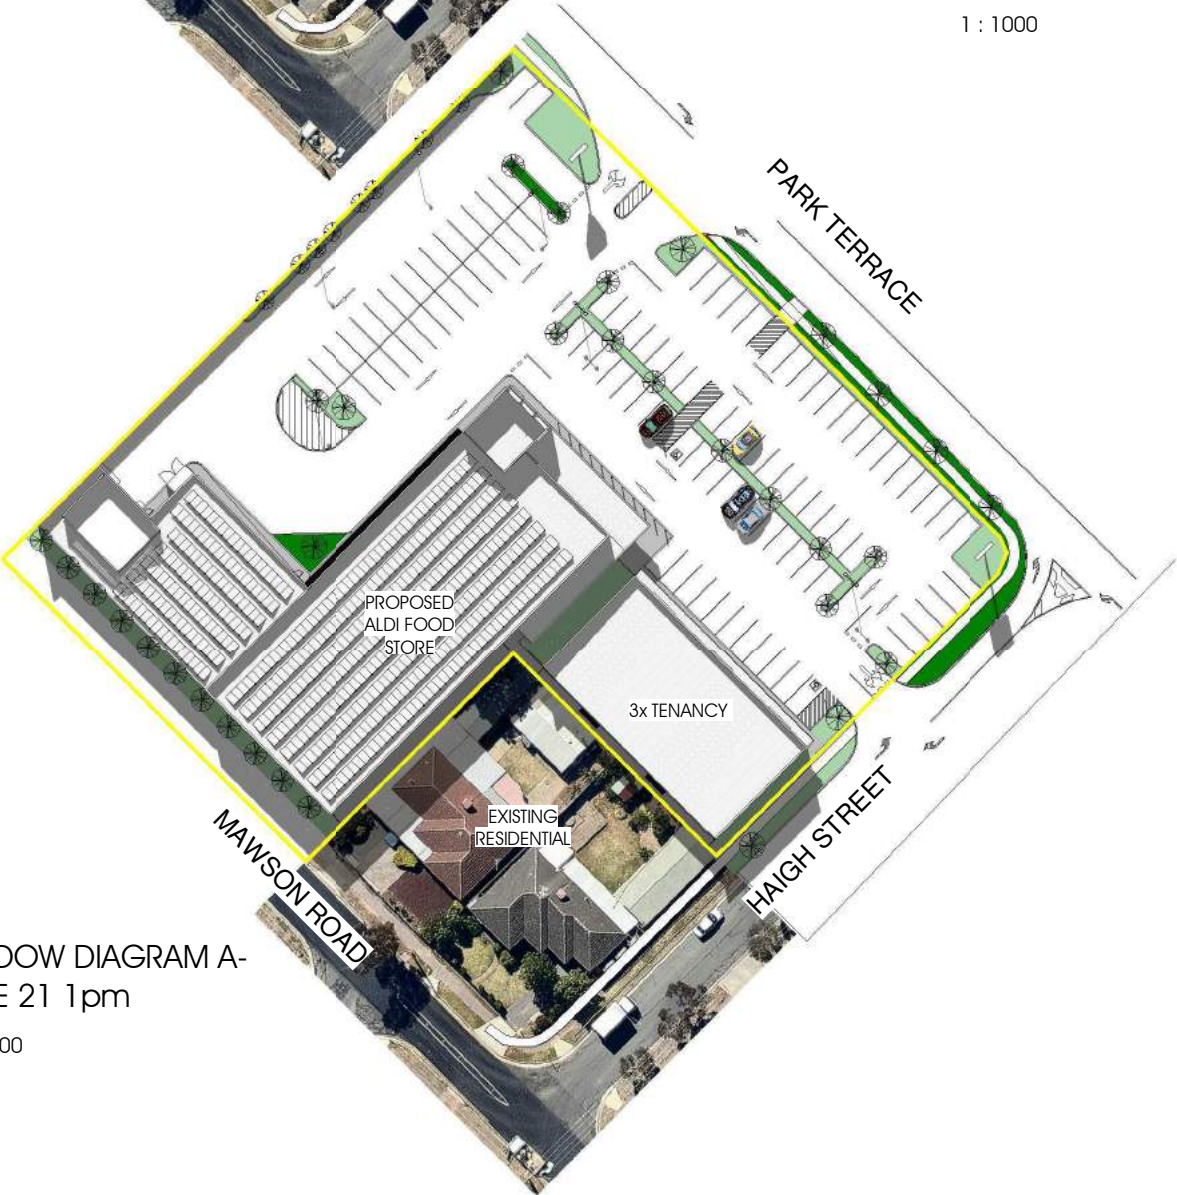 1 : 1000
PARK TERRACE
PROPOSED
ALDI FOOD
STORE
3x TENANCY
EXISTING
RESIDENTIAL
HAIGH STREET
MAWSON ROAD
DOW DIAGRAM A-
E 21 1pm
00